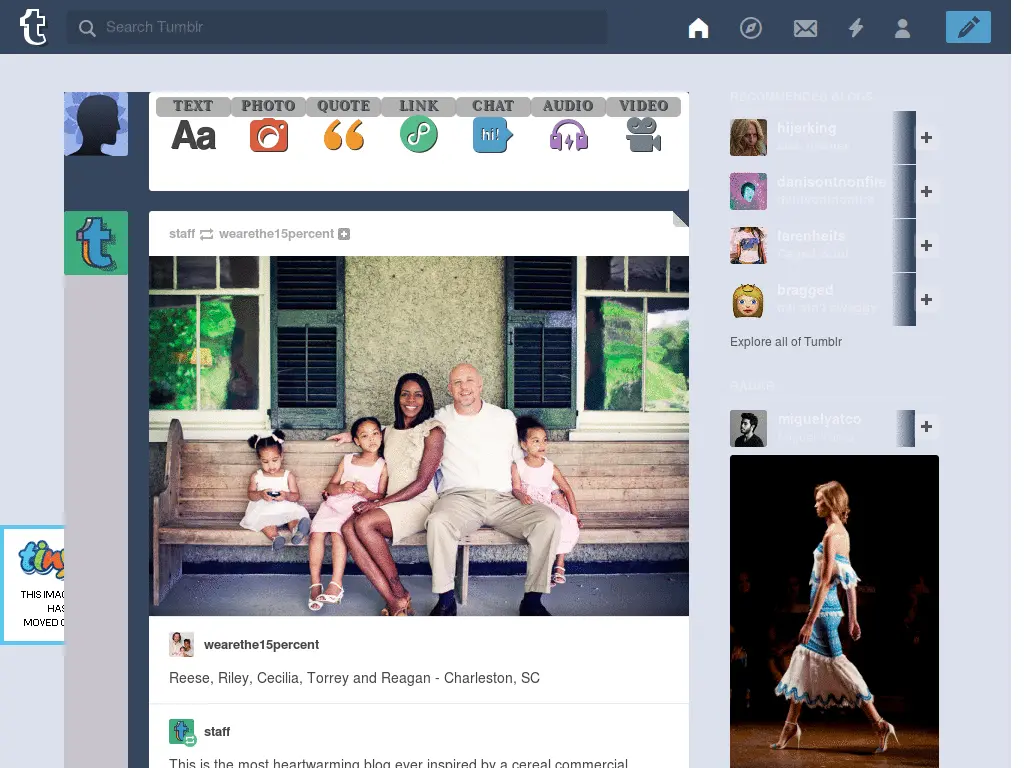 Search Tumblr
TEXT PHOTO QUOTE LINK CHAT AUDIO VIDEO
Aa
hi!
staff wearethe15percent
wearethe15percent
Reese, Riley, Cecilia, Torrey and Reagan - Charleston, SC
staff
This is the most heartwarming blog ever inspired by a cereal commercial
RECOMMENDED BLOGS
hijerking
danisontnonfire
tarenheits
bragged
Explore all of Tumblr
RADAR
miguelyatco
THIS IMAG
HAS
MOVED